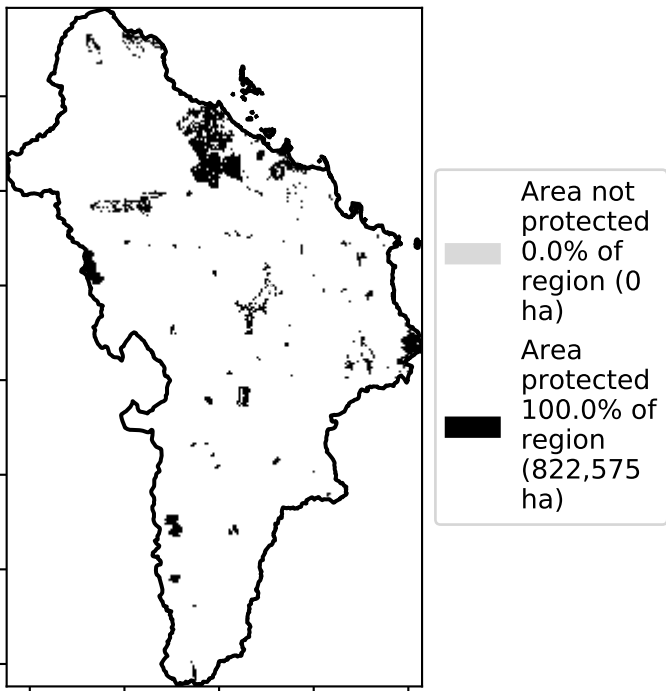 Area not
protected
0.0% of
region (0
ha)
Area
protected
100.0% of
region
(822,575
ha)